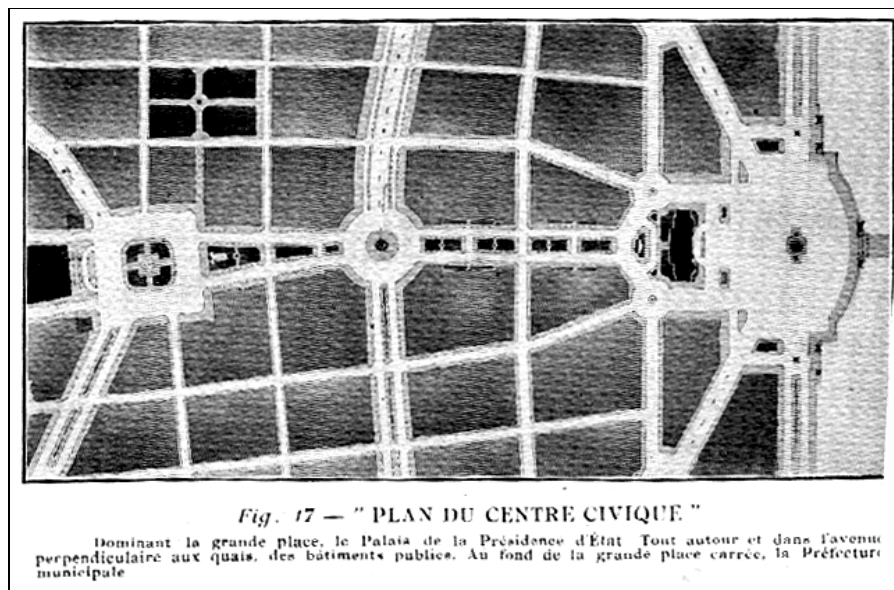 Fig. 17 — " PLAN DU CENTRE CIVIQUE "
Dominant la grande place, le Palais de la Présidence d'État Tout autour et dans l'avenue
perpendiculaire aux quais, des bâtiments publics. Au fond de la grande place carrée, la Préfecture
municipale